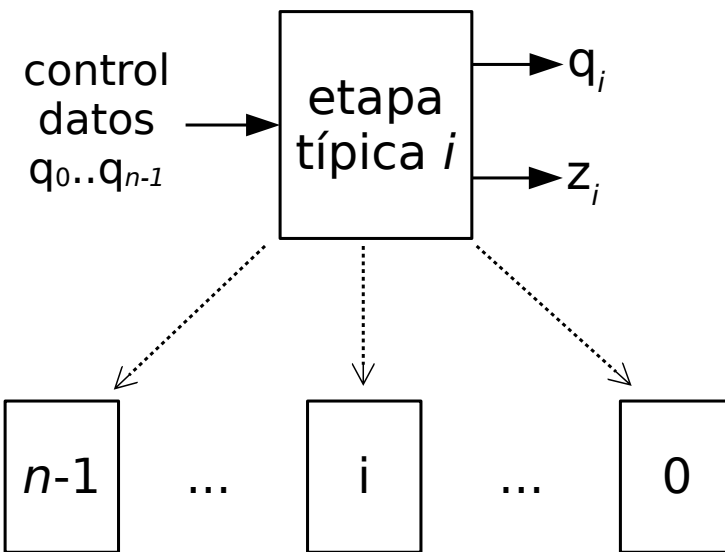 control
datos
q₀..qₙ₋₁
etapa
típica i
qᵢ
zᵢ
n-1
...
i
...
0